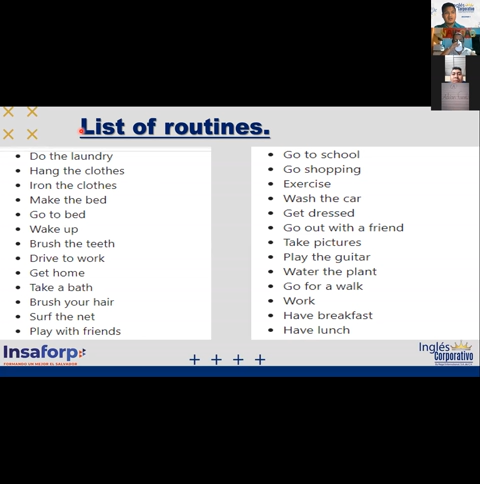 Inglés
Corporativo
List of routines.
Do the laundry
Hang the clothes
Iron the clothes
Make the bed
Go to bed
Wake up
Brush the teeth
Drive to work
Get home
Take a bath
Brush your hair
Surf the net
Play with friends
Go to school
Go shopping
Exercise
Wash the car
Get dressed
Go out with a friend
Take pictures
Play the guitar
Water the plant
Go for a walk
Work
Have breakfast
Have lunch
Insaforp
FORMANDO UN MEJOR EL SALVADOR
Inglés
Corporativo